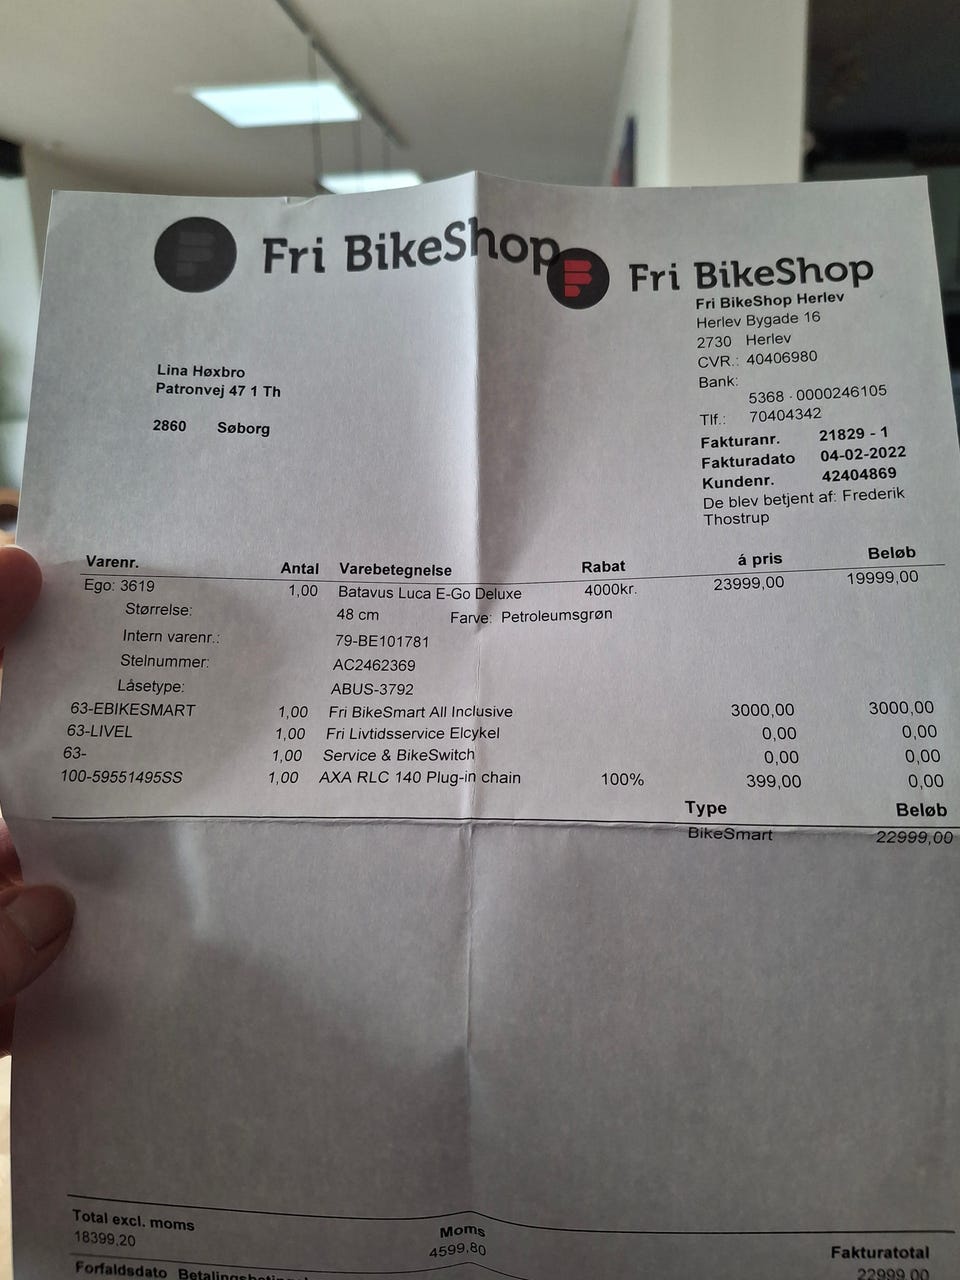 Fri BikeShop
Fri BikeShop
Fri BikeShop Herlev
Herlev Bygade 16
2730 Herlev
CVR.: 40406980
Bank:
5368 - 0000246105
Tlf.: 70404342
Fakturanr. 21829 - 1
Fakturadato 04-02-2022
Kundenr. 42404869
De blev betjent af: Frederik
Thostrup
Lina Høxbro
Patronvej 47 1 Th
2860 Søborg
Varenr. Antal Varebetegnelse Rabat á pris Beløb
Ego: 3619 1,00 Batavus Luca E-Go Deluxe 4000kr. 23999,00 19999,00
Størrelse: 48 cm Farve: Petroleumsgrøn
Intern varenr.: 79-BE101781
Stelnummer: AC2462369
Låsetype: ABUS-3792
63-EBIKESMART 1,00 Fri BikeSmart All Inclusive 3000,00 3000,00
63-LIVEL 1,00 Fri Livtidsservice Elcykel 0,00 0,00
63- 1,00 Service & BikeSwitch 0,00 0,00
100-59551495SS 1,00 AXA RLC 140 Plug-in chain 100% 399,00 0,00
Type Beløb
BikeSmart 22999,00
Total excl. moms Moms Fakturatotal
18399,20 4599,80 22999,00
Forfaldsdato